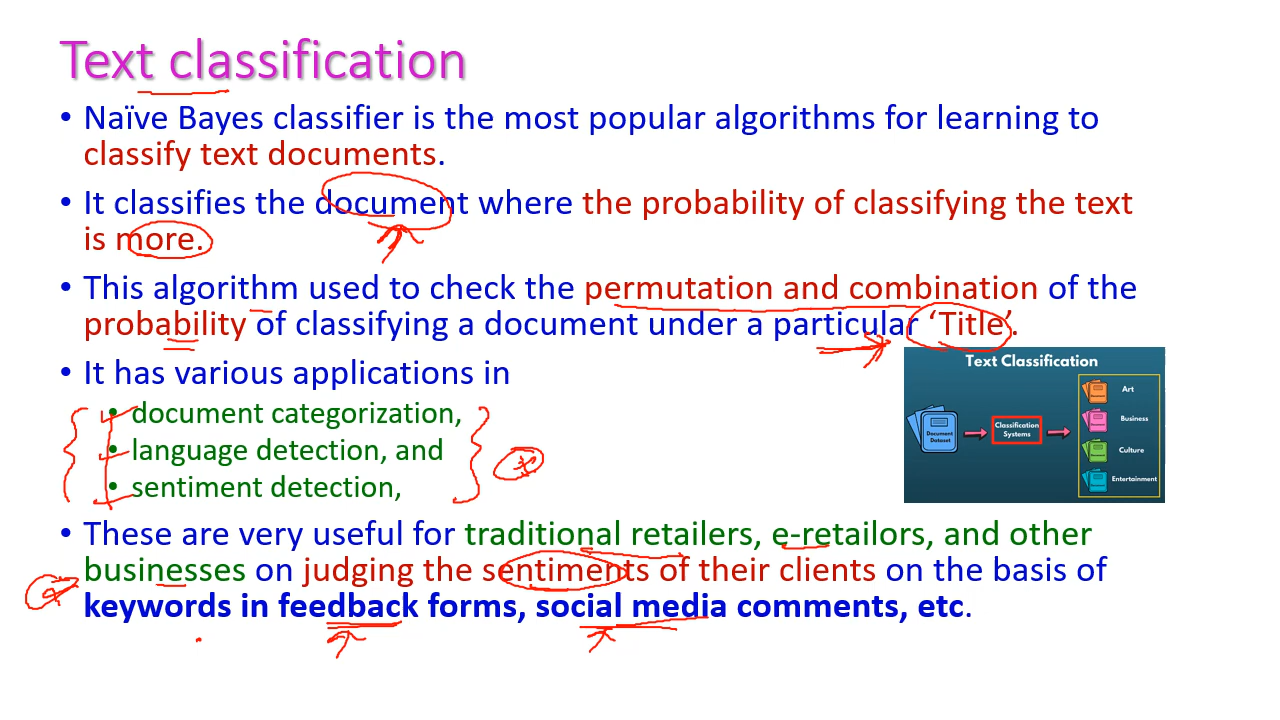 Text classification
• Naïve Bayes classifier is the most popular algorithms for learning to
classify text documents.
• It classifies the document where the probability of classifying the text
is more.
• This algorithm used to check the permutation and combination of the
probability of classifying a document under a particular ‘Title’.
• It has various applications in
• document categorization,
• language detection, and
• sentiment detection,
Text Classification
Document
Dataset
Classification
Systems
Art
Business
Culture
Entertainment
• These are very useful for traditional retailers, e-retailors, and other
businesses on judging the sentiments of their clients on the basis of
keywords in feedback forms, social media comments, etc.